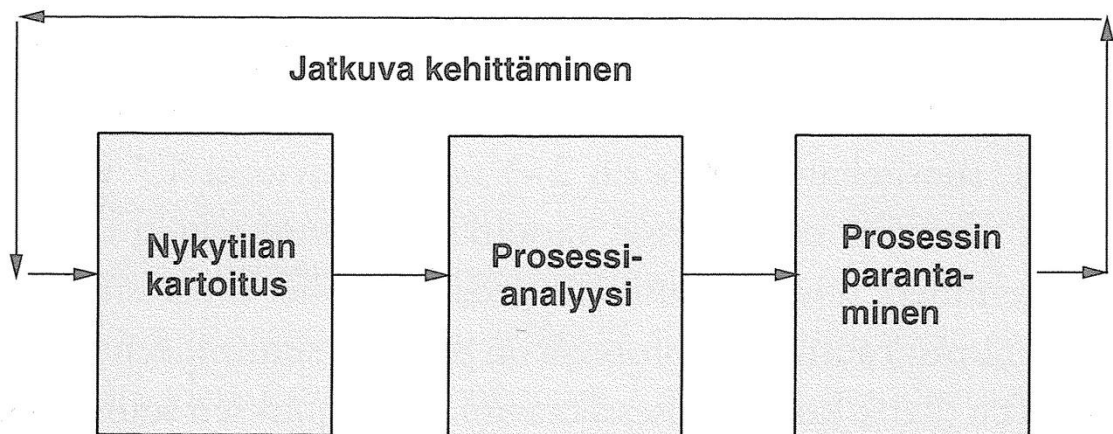 Jatkuva kehittäminen
Nykytilan
kartoitus
Prosessi-
analyysi
Prosessin
paranta-
minen